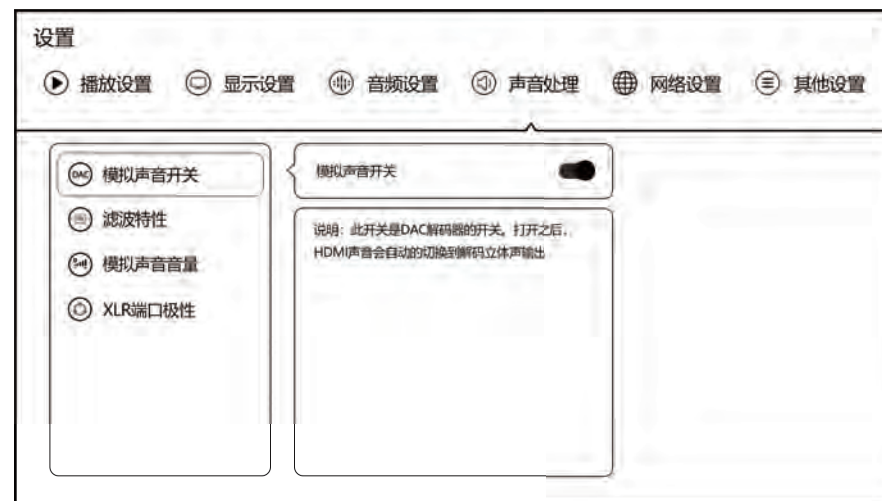 设置
播放设置 显示设置 音频设置 声音处理 网络设置 其他设置
DAC 模拟声音开关
滤波特性
模拟声音音量
XLR端口极性
模拟声音开关
说明：此开关是DAC解码器的开关，打开之后，
HDMI声音会自动的切换到解码立体声输出